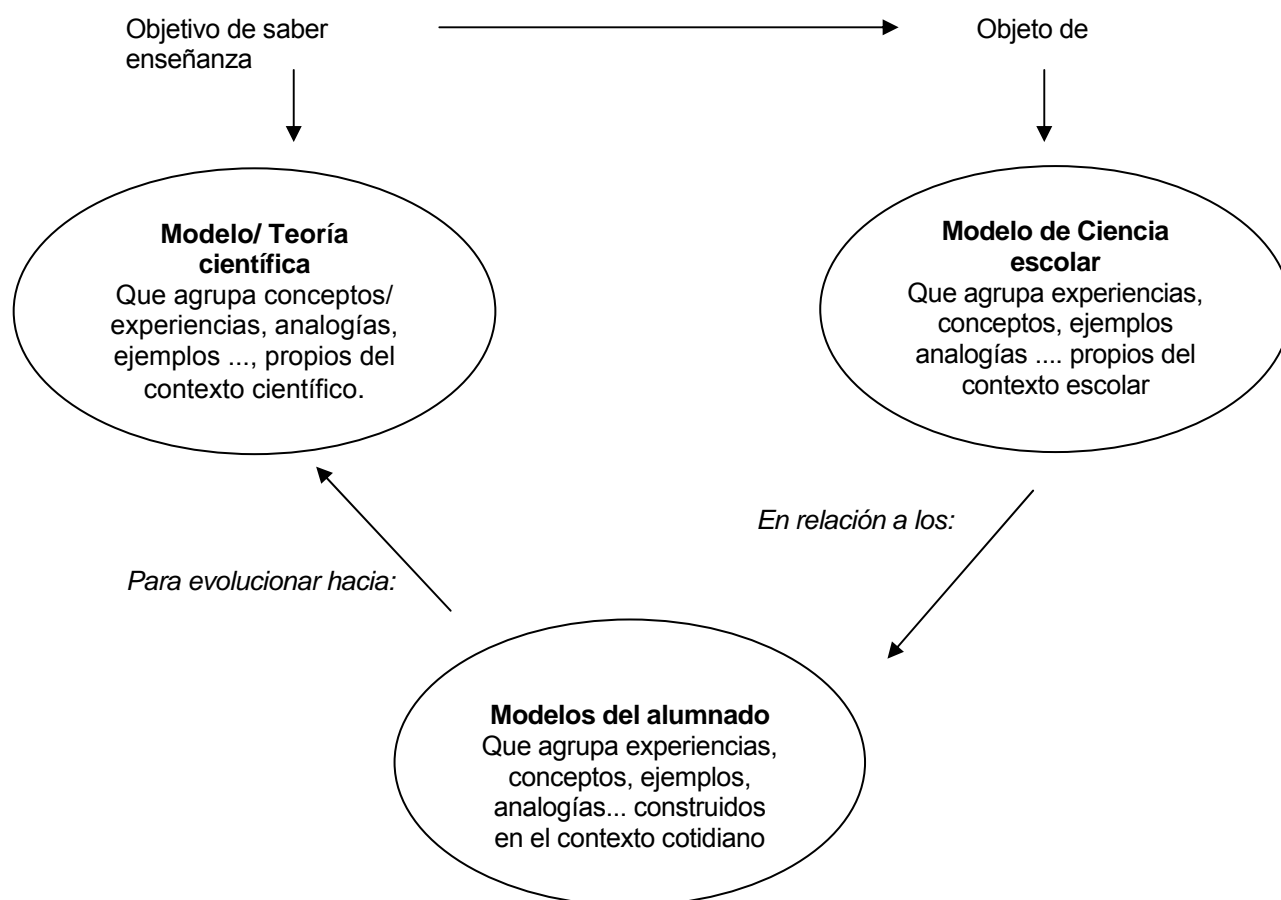 Objetivo de saber
enseñanza
Objeto de
Modelo/ Teoría
científica
Que agrupa conceptos/
experiencias, analogías,
ejemplos ..., propios del
contexto científico.
Modelo de Ciencia
escolar
Que agrupa experiencias,
conceptos, ejemplos
analogías .... propios del
contexto escolar
En relación a los:
Para evolucionar hacia:
Modelos del alumnado
Que agrupa experiencias,
conceptos, ejemplos,
analogías... construidos
en el contexto cotidiano